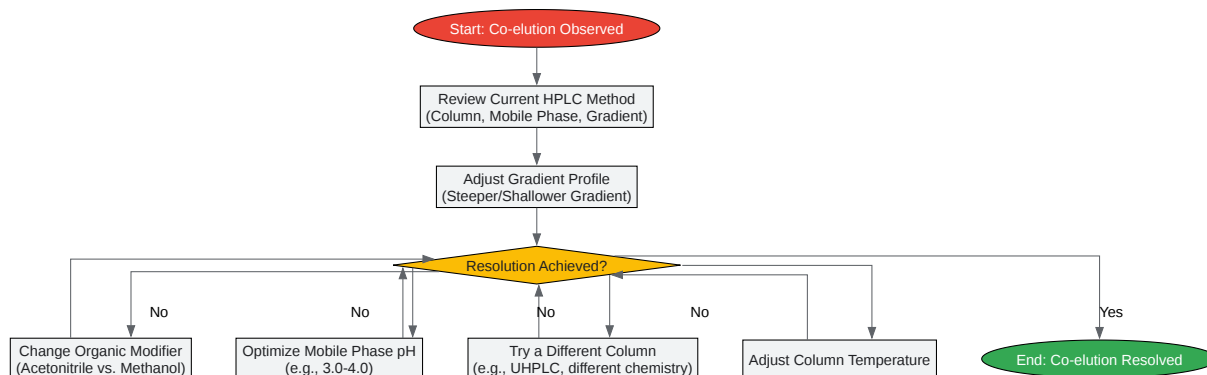 Start: Co-elution Observed
Review Current HPLC Method
(Column, Mobile Phase, Gradient)
Adjust Gradient Profile
(Steeper/Shallower Gradient)
Resolution Achieved?
No
No
No
No
Yes
Change Organic Modifier
(Acetonitrile vs. Methanol)
Optimize Mobile Phase pH
(e.g., 3.0-4.0)
Try a Different Column
(e.g., UHPLC, different chemistry)
Adjust Column Temperature
End: Co-elution Resolved